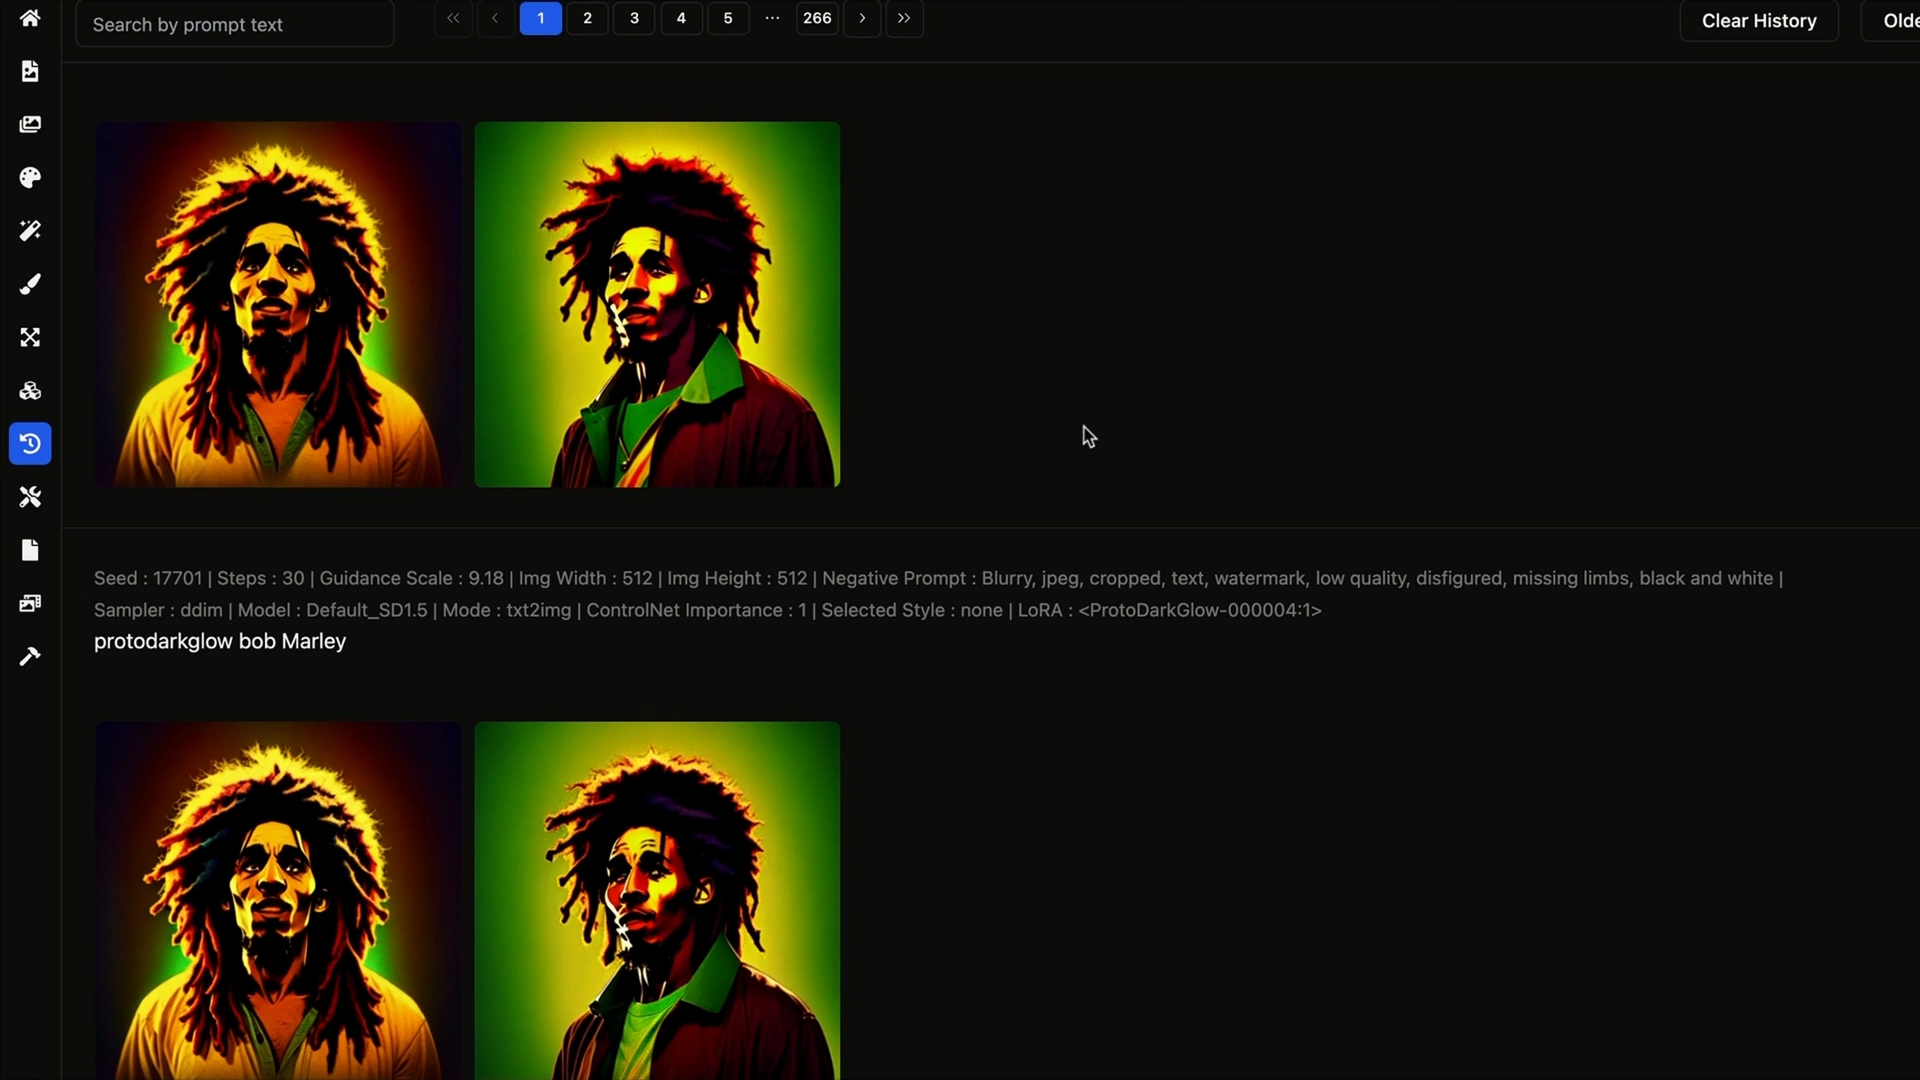 Search by prompt text
1 2 3 4 5 ... 266
Clear History
Olde
Seed : 17701 | Steps : 30 | Guidance Scale : 9.18 | Img Width : 512 | Img Height : 512 | Negative Prompt : Blurry, jpeg, cropped, text, watermark, low quality, disfigured, missing limbs, black and white |
Sampler : ddim | Model : Default_SD1.5 | Mode : txt2img | ControlNet Importance : 1 | Selected Style : none | LoRA : <ProtoDarkGlow-000004:1>
protodarkglow bob Marley